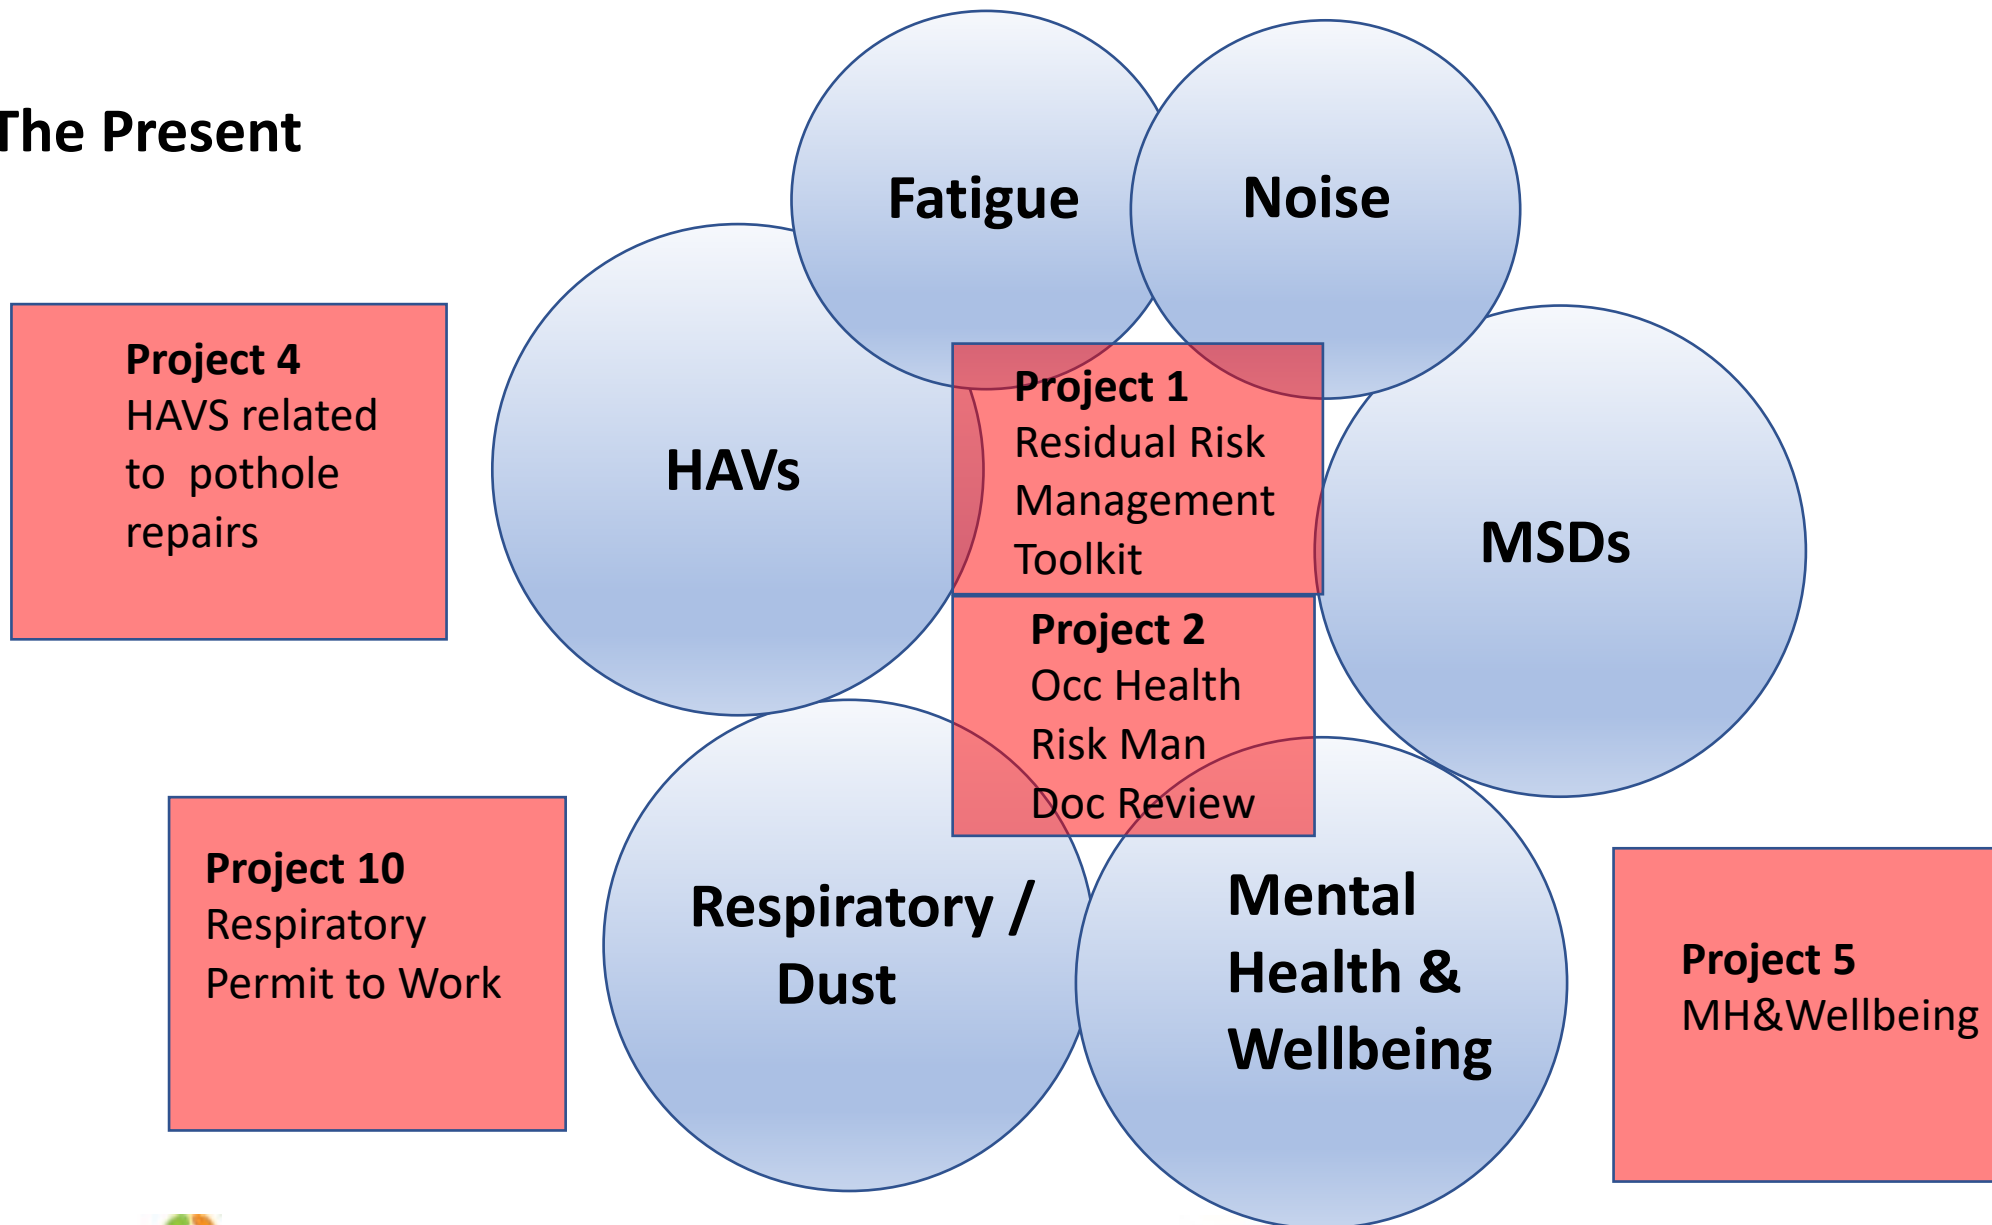 The Present
Fatigue
Noise
Project 4
HAVS related
to pothole
repairs
HAVs
Project 1
Residual Risk
Management
Toolkit
MSDs
Project 2
Occ Health
Risk Man
Doc Review
Project 10
Respiratory
Permit to Work
Respiratory /
Dust
Mental
Health &
Wellbeing
Project 5
MH&Wellbeing